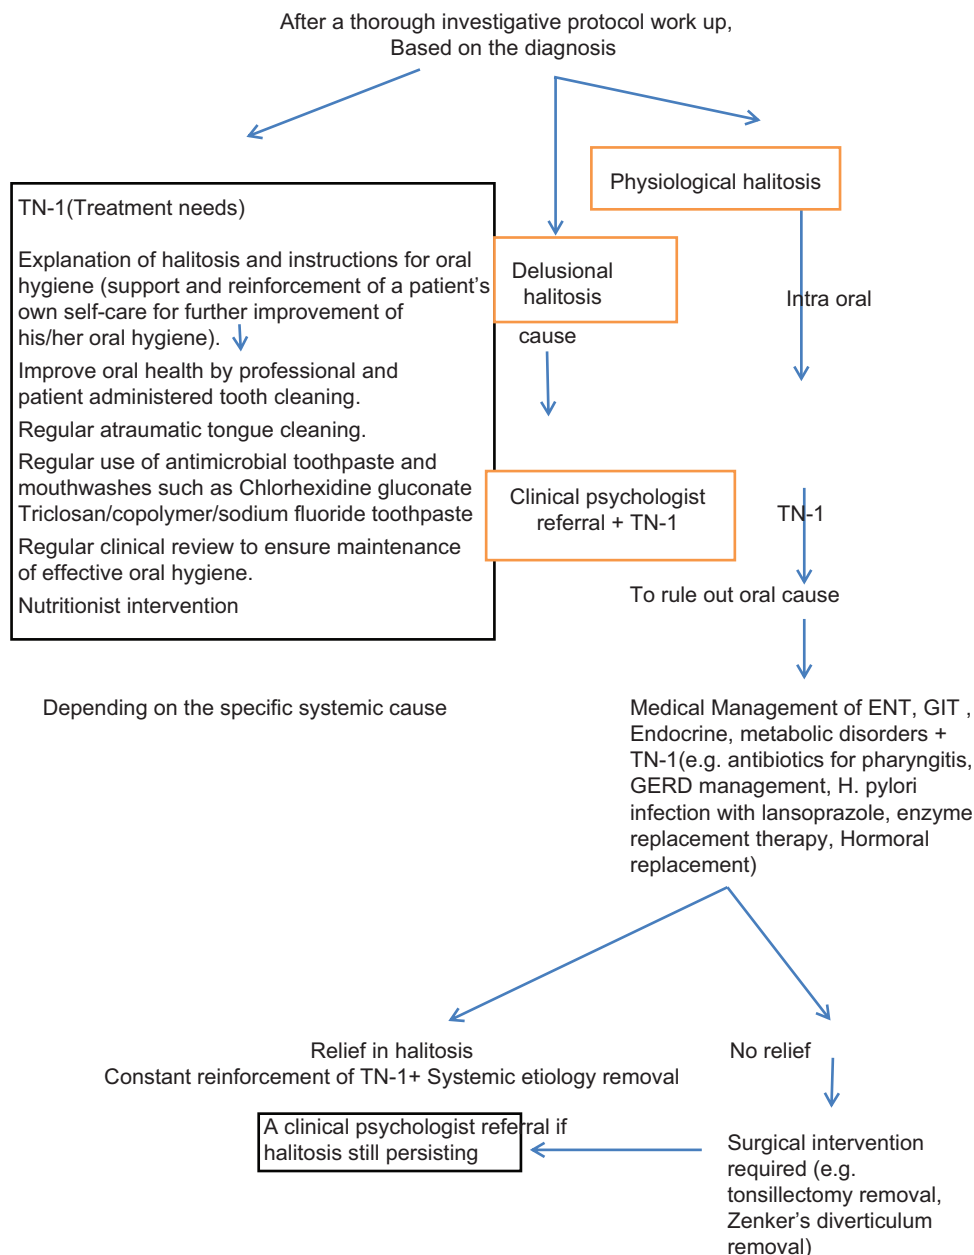 After a thorough investigative protocol work up,
Based on the diagnosis
Physiological halitosis
TN-1(Treatment needs)
Explanation of halitosis and instructions for oral
hygiene (support and reinforcement of a patient's
own self-care for further improvement of
his/her oral hygiene).
Improve oral health by professional and
patient administered tooth cleaning.
Regular atraumatic tongue cleaning.
Regular use of antimicrobial toothpaste and
mouthwashes such as Chlorhexidine gluconate
Triclosan/copolymer/sodium fluoride toothpaste
Regular clinical review to ensure maintenance
of effective oral hygiene.
Nutritionist intervention
Delusional
halitosis
cause
Intra oral
Clinical psychologist
referral + TN-1
TN-1
To rule out oral cause
Depending on the specific systemic cause
Medical Management of ENT, GIT ,
Endocrine, metabolic disorders +
TN-1(e.g. antibiotics for pharyngitis,
GERD management, H. pylori
infection with lansoprazole, enzyme
replacement therapy, Hormoral
replacement)
Relief in halitosis
Constant reinforcement of TN-1+ Systemic etiology removal
No relief
A clinical psychologist referral if
halitosis still persisting
Surgical intervention
required (e.g.
tonsillectomy removal,
Zenker's diverticulum
removal)